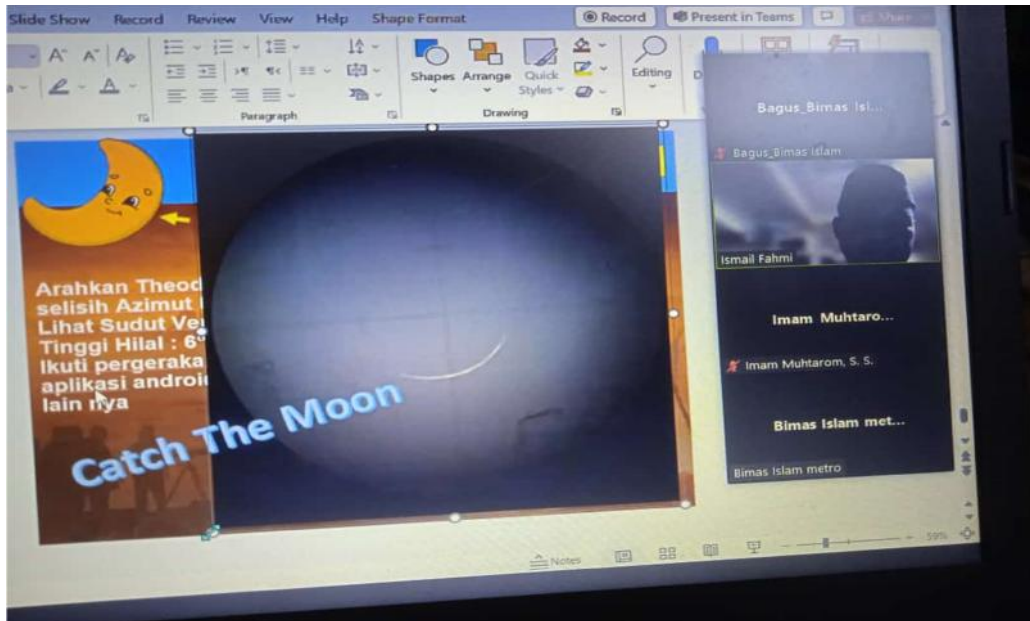 Slide Show Record Review View Help Shape Format
Record
Present in Teams
Share
Shapes
Arrange
Quick
Styles
Editing
Paragraph
Drawing
Arahkan Theod
selisih Azimut
Lihat Sudut Ve
Tinggi Hilal : 6°
Ikuti pergeraka
aplikasi androi
lain nya
Catch The Moon
Bagus_Bimas Isl...
Bagus_Bimas Islam
Ismail Fahmi
Imam Muhtaro...
Imam Muhtarom, S. S.
Bimas Islam met...
Bimas Islam metro
Notes
59%